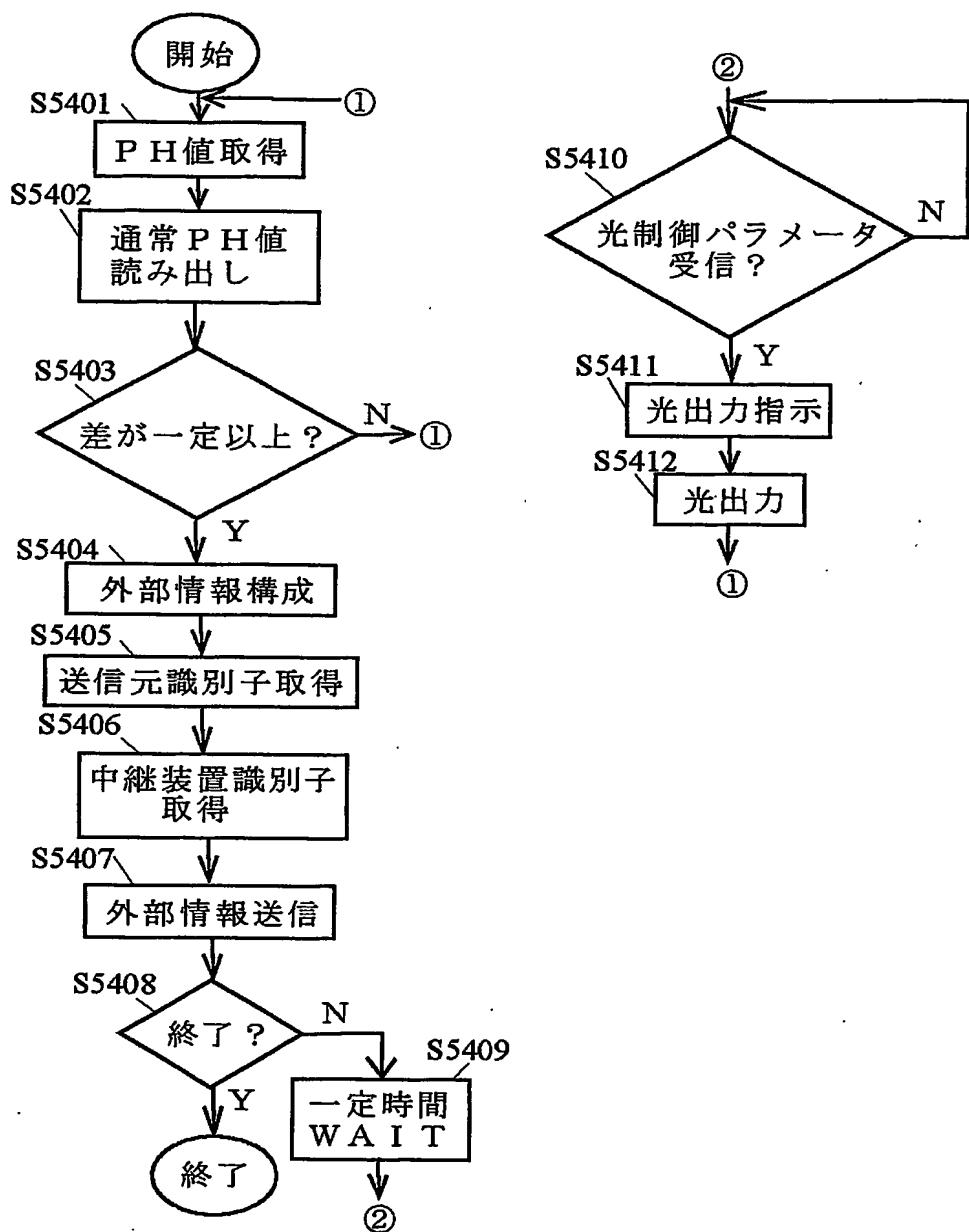 開始
①
S5401
ＰＨ値取得
S5402
通常ＰＨ値
読み出し
S5403
差が一定以上？
N
①
Y
S5404
外部情報構成
S5405
送信元識別子取得
S5406
中継装置識別子
取得
S5407
外部情報送信
S5408
終了？
N
Y
終了
S5409
一定時間
ＷＡＩＴ
②
②
S5410
光制御パラメータ
受信？
N
Y
S5411
光出力指示
S5412
光出力
①